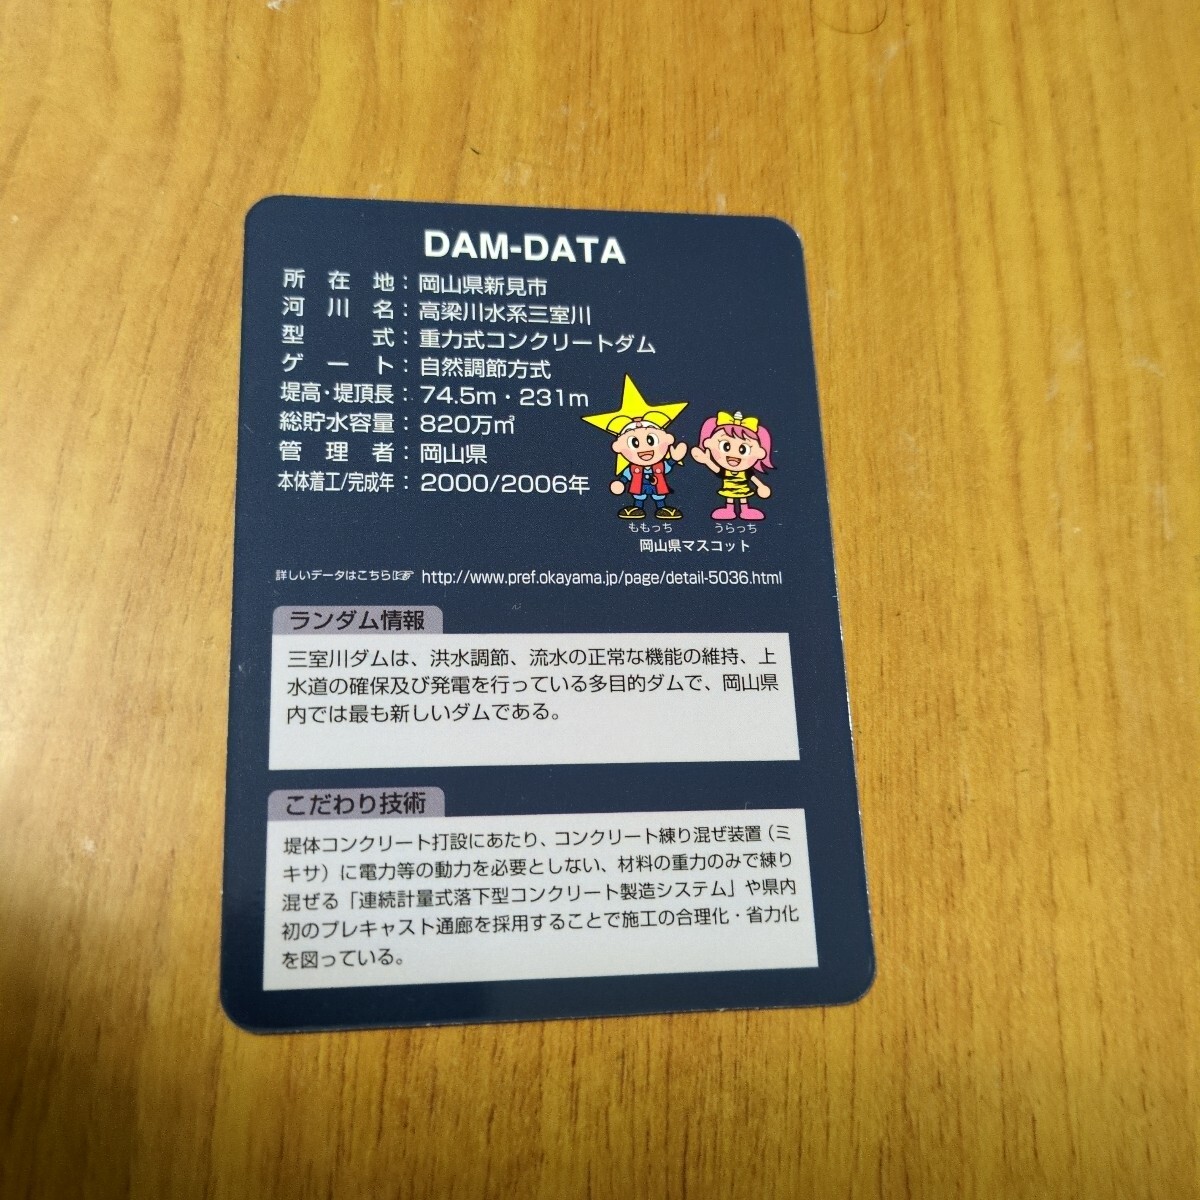 DAM-DATA
所在地：岡山県新見市
河川名：高梁川水系三室川
型式：重力式コンクリートダム
ゲート：自然調節方式
堤高・堤頂長：74.5m・231m
総貯水容量：820万㎥
管理者：岡山県
本体着工/完成年：2000/2006年
ももっち うらっち
岡山県マスコット
詳しいデータはこちら☞ http://www.pref.okayama.jp/page/detail-5036.html
ランダム情報
三室川ダムは、洪水調節、流水の正常な機能の維持、上
水道の確保及び発電を行っている多目的ダムで、岡山県
内では最も新しいダムである。
こだわり技術
堤体コンクリート打設にあたり、コンクリート練り混ぜ装置（ミ
キサ）に電力等の動力を必要としない、材料の重力のみで練り
混ぜる「連続計量式落下型コンクリート製造システム」や県内
初のプレキャスト通廊を採用することで施工の合理化・省力化
を図っている。